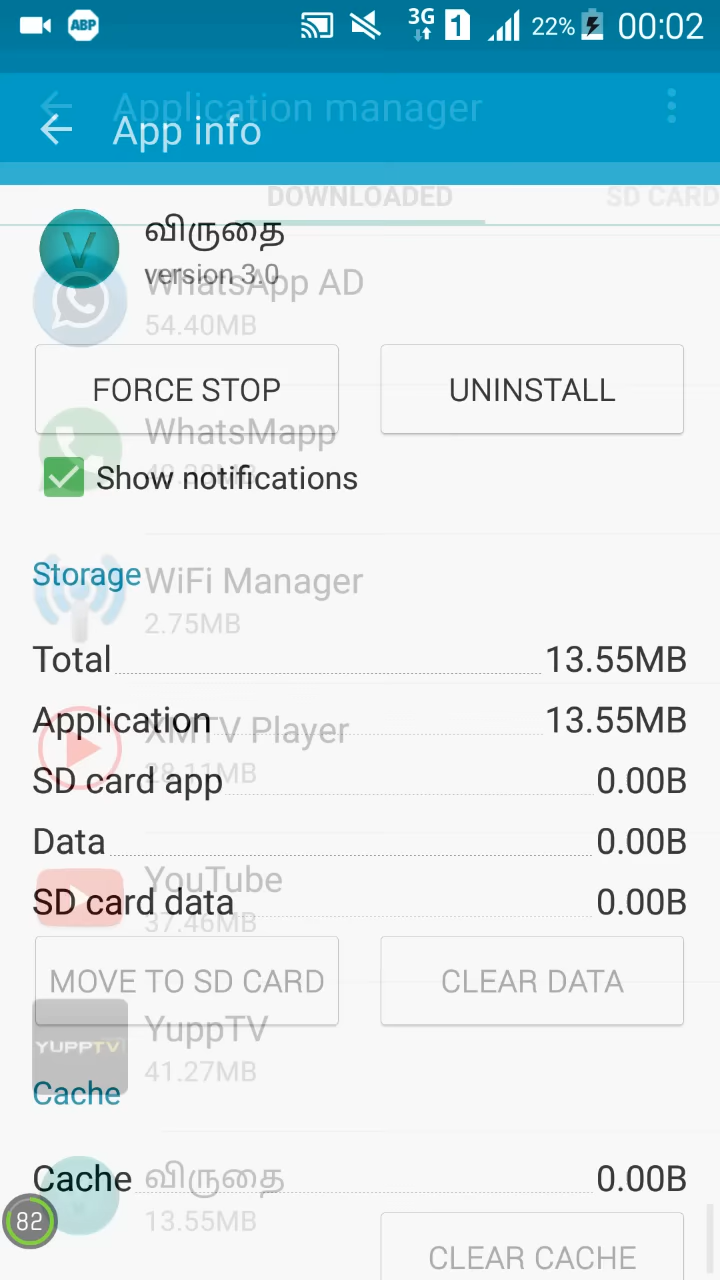 ABP 3G 1 22% 00:02
Application manager
App info
DOWNLOADED SD CARD
விருதை
version 3.0
WhatsApp AD
54.40MB
FORCE STOP UNINSTALL
WhatsMapp
Show notifications
Storage
WiFi Manager
2.75MB
Total 13.55MB
Application 13.55MB
XMTV Player
28.11MB
SD card app 0.00B
Data 0.00B
YouTube
SD card data 0.00B
37.46MB
MOVE TO SD CARD CLEAR DATA
YUPPTV
YuppTV
41.27MB
Cache
Cache 0.00B
விருதை
13.55MB
82
CLEAR CACHE